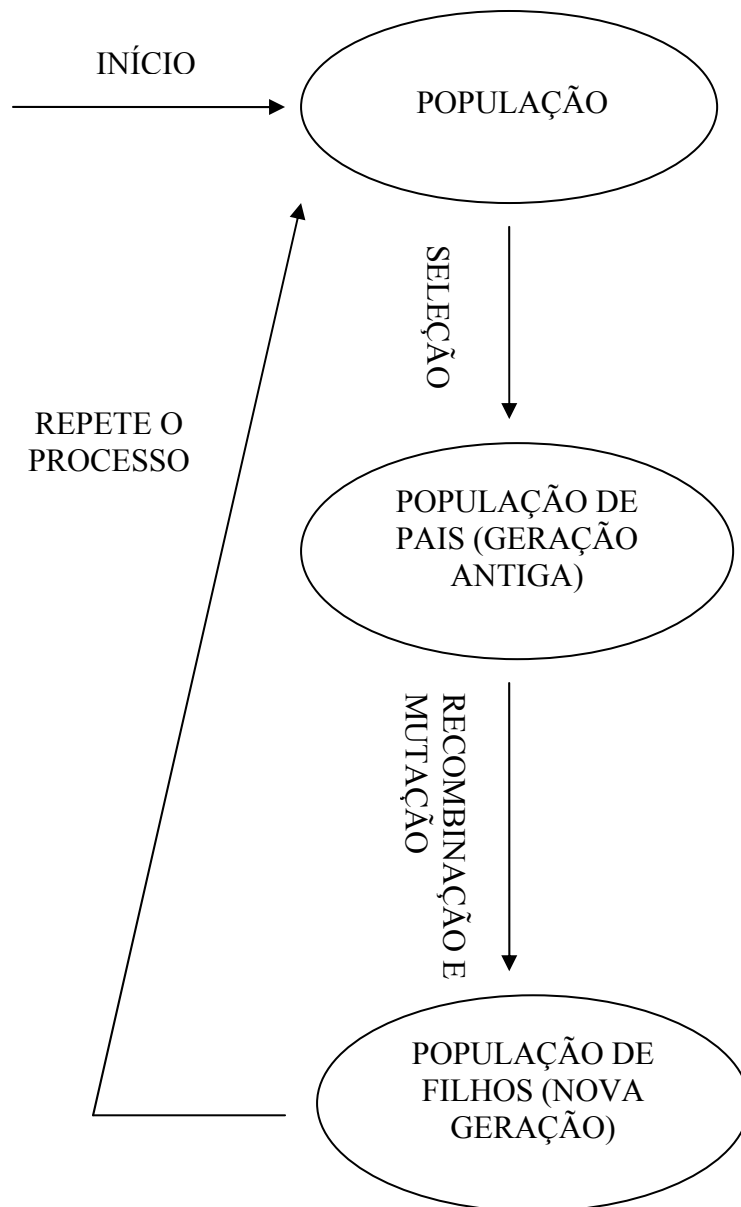 INÍCIO
POPULAÇÃO
SELEÇÃO
REPETE O
PROCESSO
POPULAÇÃO DE
PAIS (GERAÇÃO
ANTIGA)
RECOMBINAÇÃO E
MUTAÇÃO
POPULAÇÃO DE
FILHOS (NOVA
GERAÇÃO)